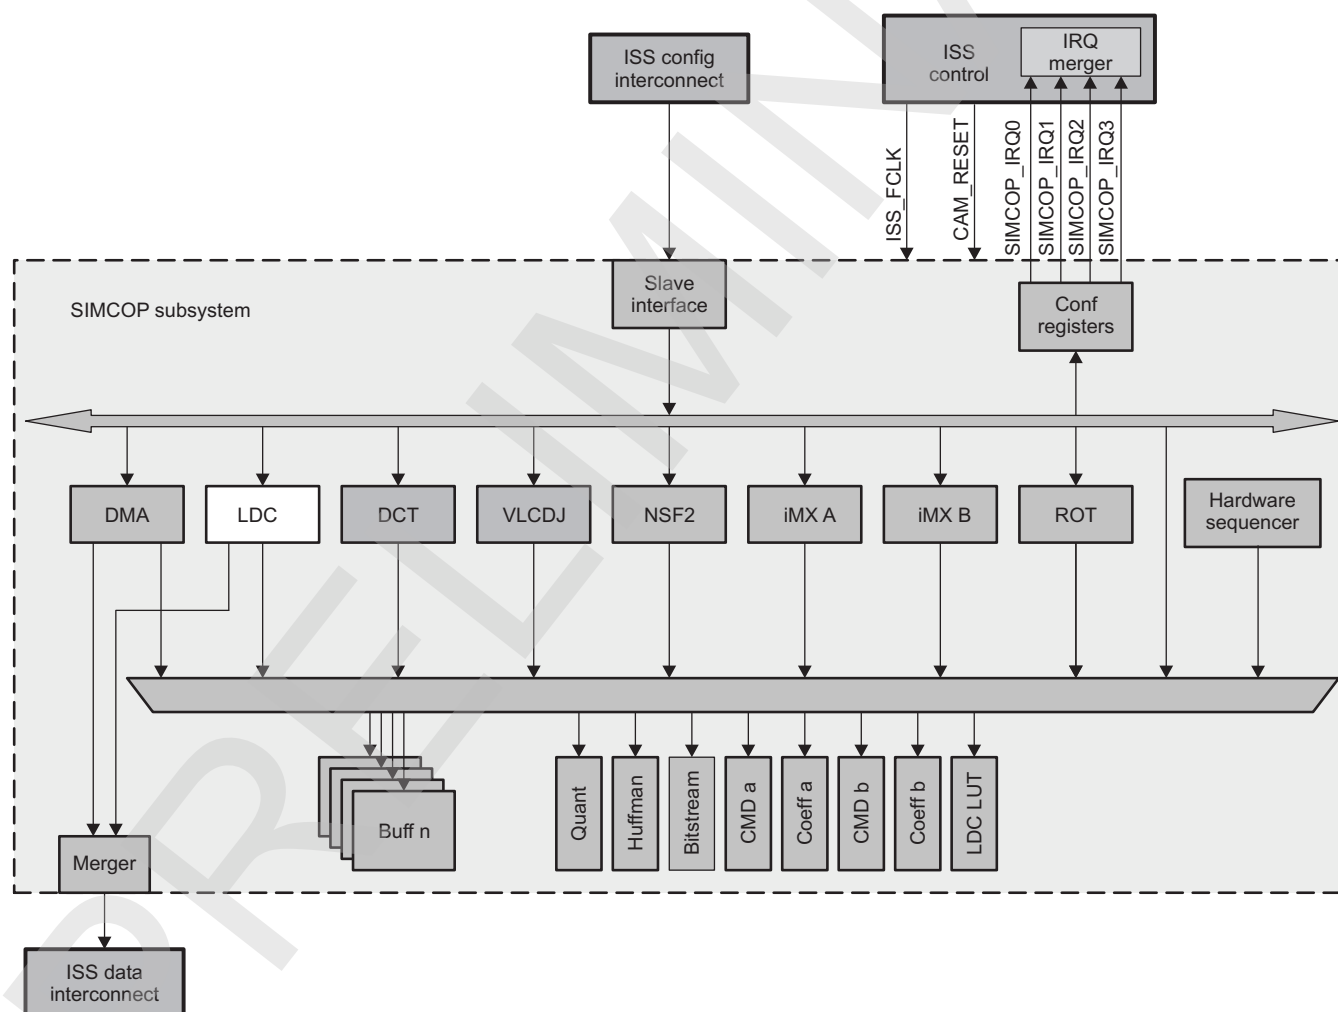 ISS config
interconnect
ISS
control
IRQ
merger
ISS_FCLK
CAM_RESET
SIMCOP_IRQ0
SIMCOP_IRQ1
SIMCOP_IRQ2
SIMCOP_IRQ3
SIMCOP subsystem
Slave
interface
Conf
registers
DMA
LDC
DCT
VLCDJ
NSF2
iMX A
iMX B
ROT
Hardware
sequencer
Buff n
Quant
Huffman
Bitstream
CMD a
Coeff a
CMD b
Coeff b
LDC LUT
Merger
ISS data
interconnect
PRELIMIN